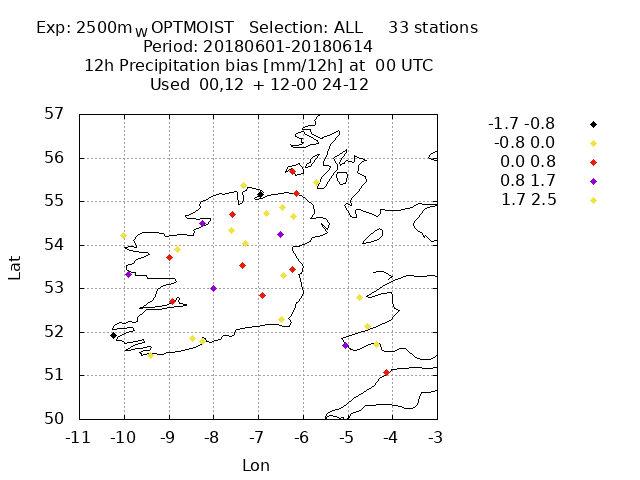 Exp: 2500mwOPTMOIST Selection: ALL 33 stations
Period: 20180601-20180614
12h Precipitation bias [mm/12h] at 00 UTC
Used 00,12 + 12-00 24-12
-1.7 -0.8
-0.8 0.0
0.0 0.8
0.8 1.7
1.7 2.5
57
56
55
54
53
52
51
50
Lat
-11 -10 -9 -8 -7 -6 -5 -4 -3
Lon